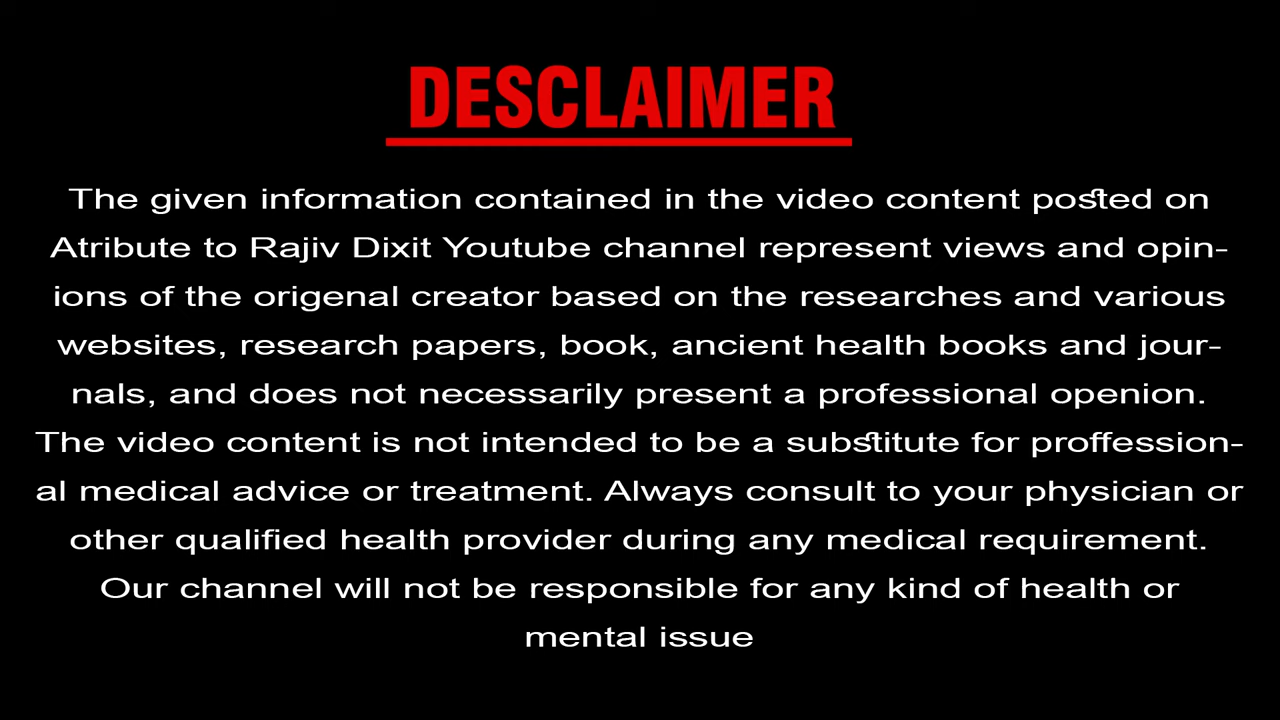 DESCLAIMER
The given information contained in the video content posted on
Atribute to Rajiv Dixit Youtube channel represent views and opin-
ions of the origenal creator based on the researches and various
websites, research papers, book, ancient health books and jour-
nals, and does not necessarily present a professional openion.
The video content is not intended to be a substitute for proffession-
al medical advice or treatment. Always consult to your physician or
other qualified health provider during any medical requirement.
Our channel will not be responsible for any kind of health or
mental issue